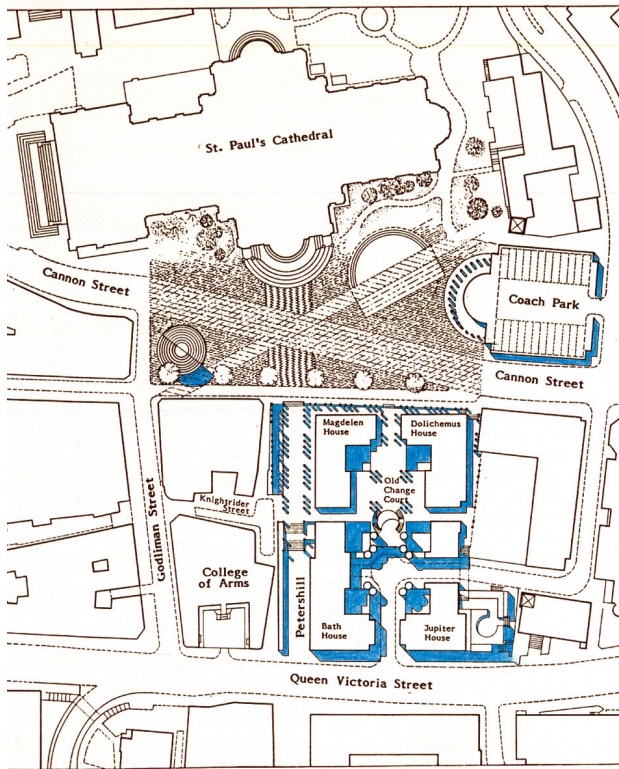 St. Paul's Cathedral
Cannon Street
Coach Park
Cannon Street
Magdelen
House
Dolichemus
House
Old
Change
Court
Knightrider
Street
Godliman Street
College
of Arms
Petershill
Bath
House
Jupiter
House
Queen Victoria Street